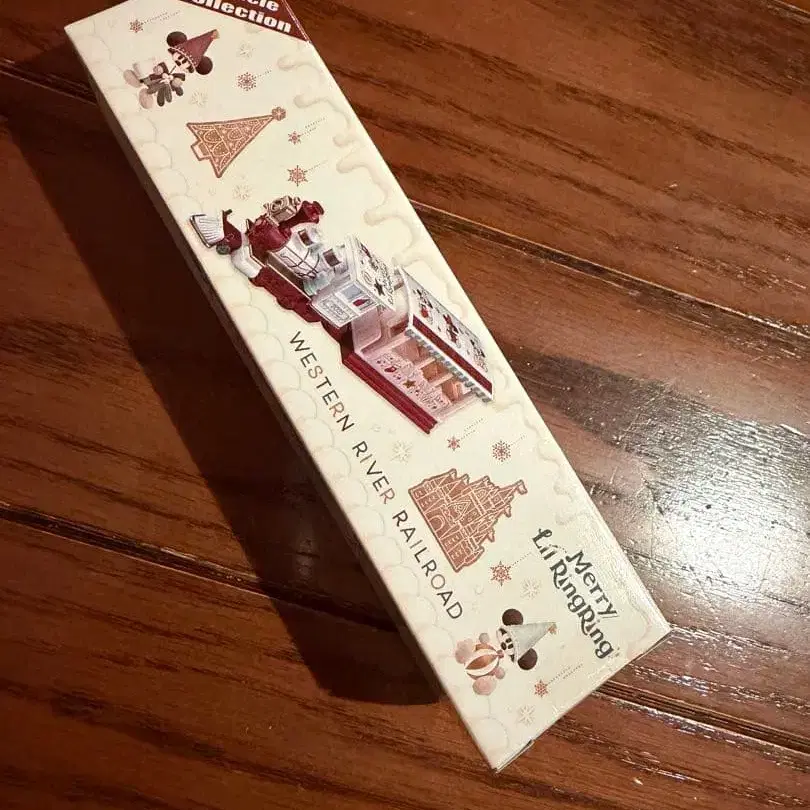 Collection
WESTERN RIVER RAILROAD
Merry
Li'l RingRing